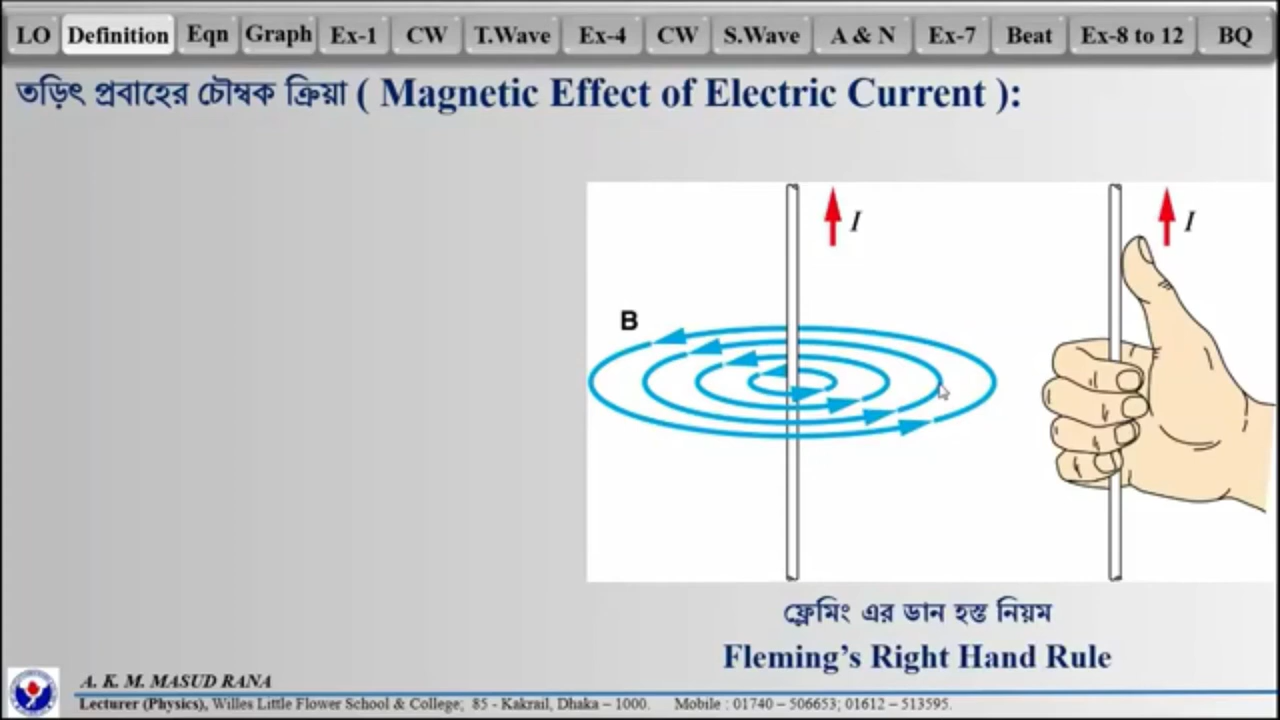 LO Definition Eqn Graph Ex-1 CW T.Wave Ex-4 CW S.Wave A & N Ex-7 Beat Ex-8 to 12 BQ
তড়িৎ প্রবাহের চৌম্বক ক্রিয়া ( Magnetic Effect of Electric Current ):
I I
B
ফ্লেমিং এর ডান হস্ত নিয়ম
Fleming’s Right Hand Rule
A. K. M. MASUD RANA
Lecturer (Physics), Willes Little Flower School & College; 85 - Kakrail, Dhaka – 1000. Mobile : 01740 – 506653; 01612 – 513595.